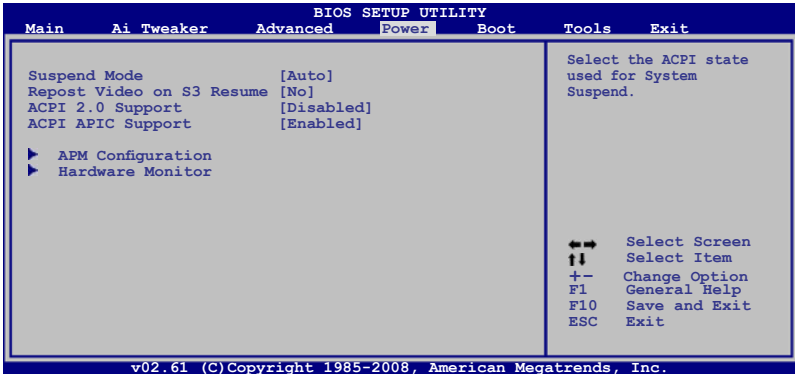 BIOS SETUP UTILITY
Main Ai Tweaker Advanced Power Boot Tools Exit
Suspend Mode [Auto]
Repost Video on S3 Resume [No]
ACPI 2.0 Support [Disabled]
ACPI APIC Support [Enabled]
APM Configuration
Hardware Monitor
Select the ACPI state
used for System
Suspend.
Select Screen
Select Item
+- Change Option
F1 General Help
F10 Save and Exit
ESC Exit
v02.61 (C)Copyright 1985-2008, American Megatrends, Inc.